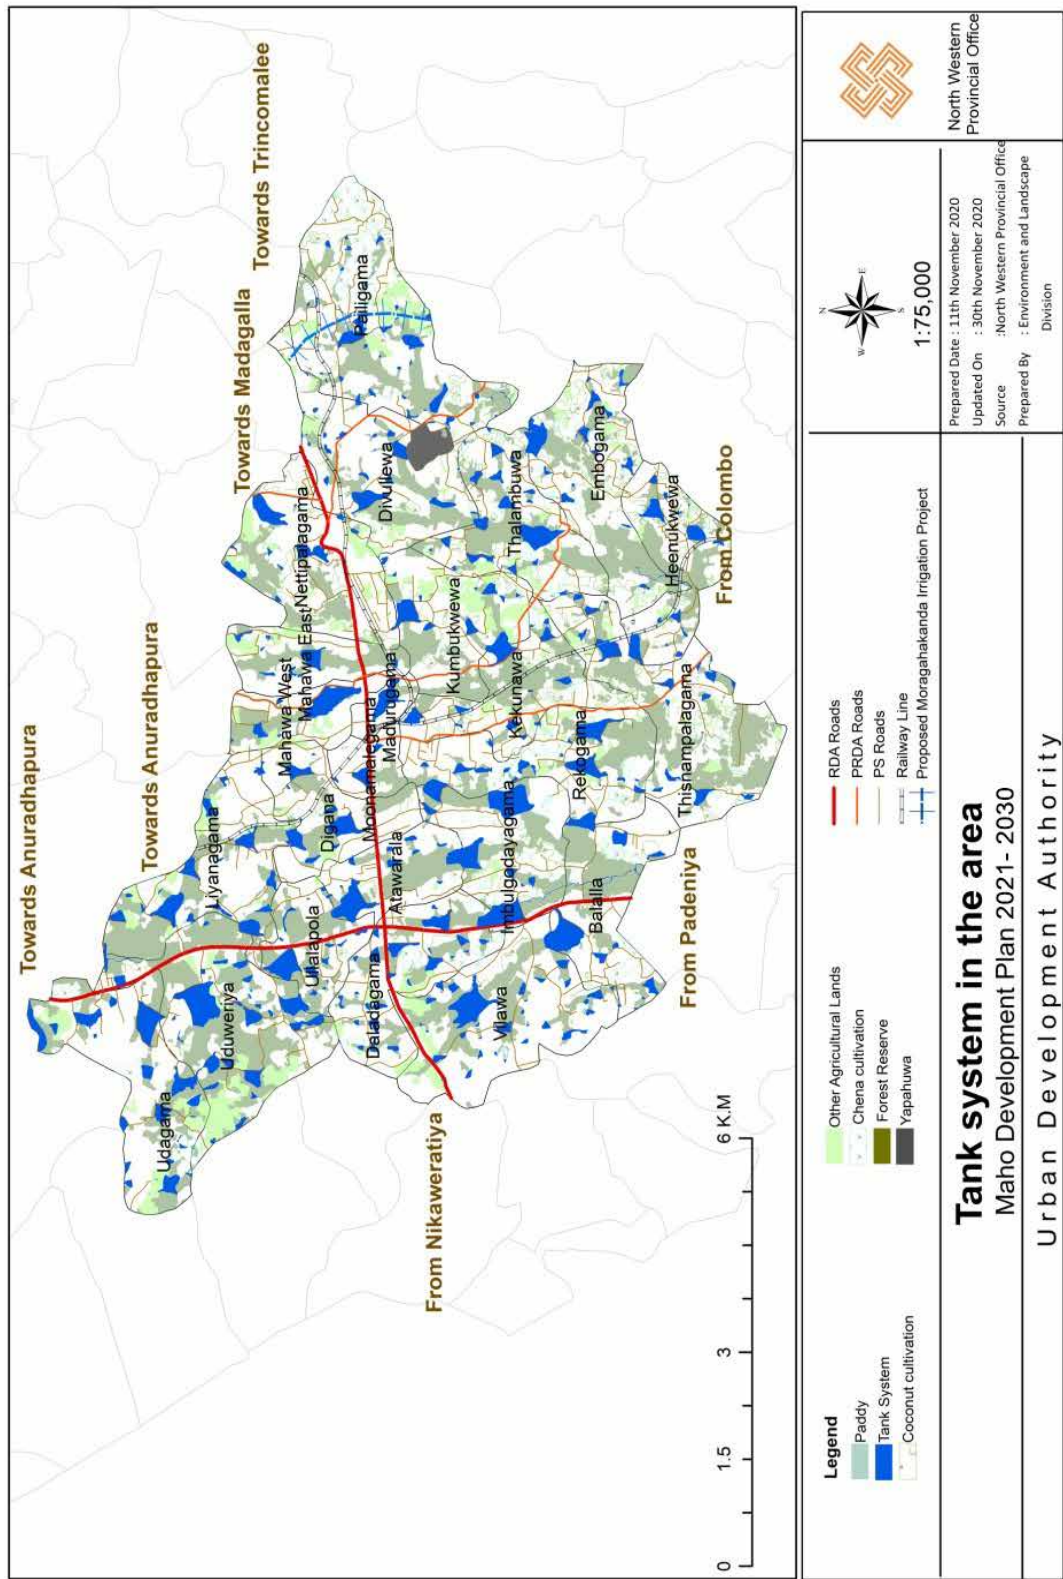 Towards Anuradhapura
Towards Anuradhapura
Towards Madagalla
Towards Trincomalee
From Nikaweratiya
From Padeniya
From Colombo
Udagama
Uduweriya
Ullalapola
Liyanagama
Digana
Mahawa West
Mahawa East
Nettipalagama
Daladagama
Atawarala
Moonamalegama
Madurugama
Divullewa
Pailigama
Vilawa
Imbulgodayagama
Kekunawa
Kumbukwewa
Thalambuwa
Balalla
Rekogama
Embogama
Thisnampalagama
Heenukwewa
0 1.5 3 6 K.M
Legend
Paddy
Tank System
Coconut cultivation
Other Agricultural Lands
Chena cultivation
Forest Reserve
Yapahuwa
RDA Roads
PRDA Roads
PS Roads
Railway Line
Proposed Moragahakanda Irrigation Project
Tank system in the area
Maho Development Plan 2021- 2030
Urban Development Authority
N
W E
S
1:75,000
Prepared Date : 11th November 2020
Updated On : 30th November 2020
Source :North Western Provincial Office
Prepared By : Environment and Landscape
Division
North Western
Provincial Office